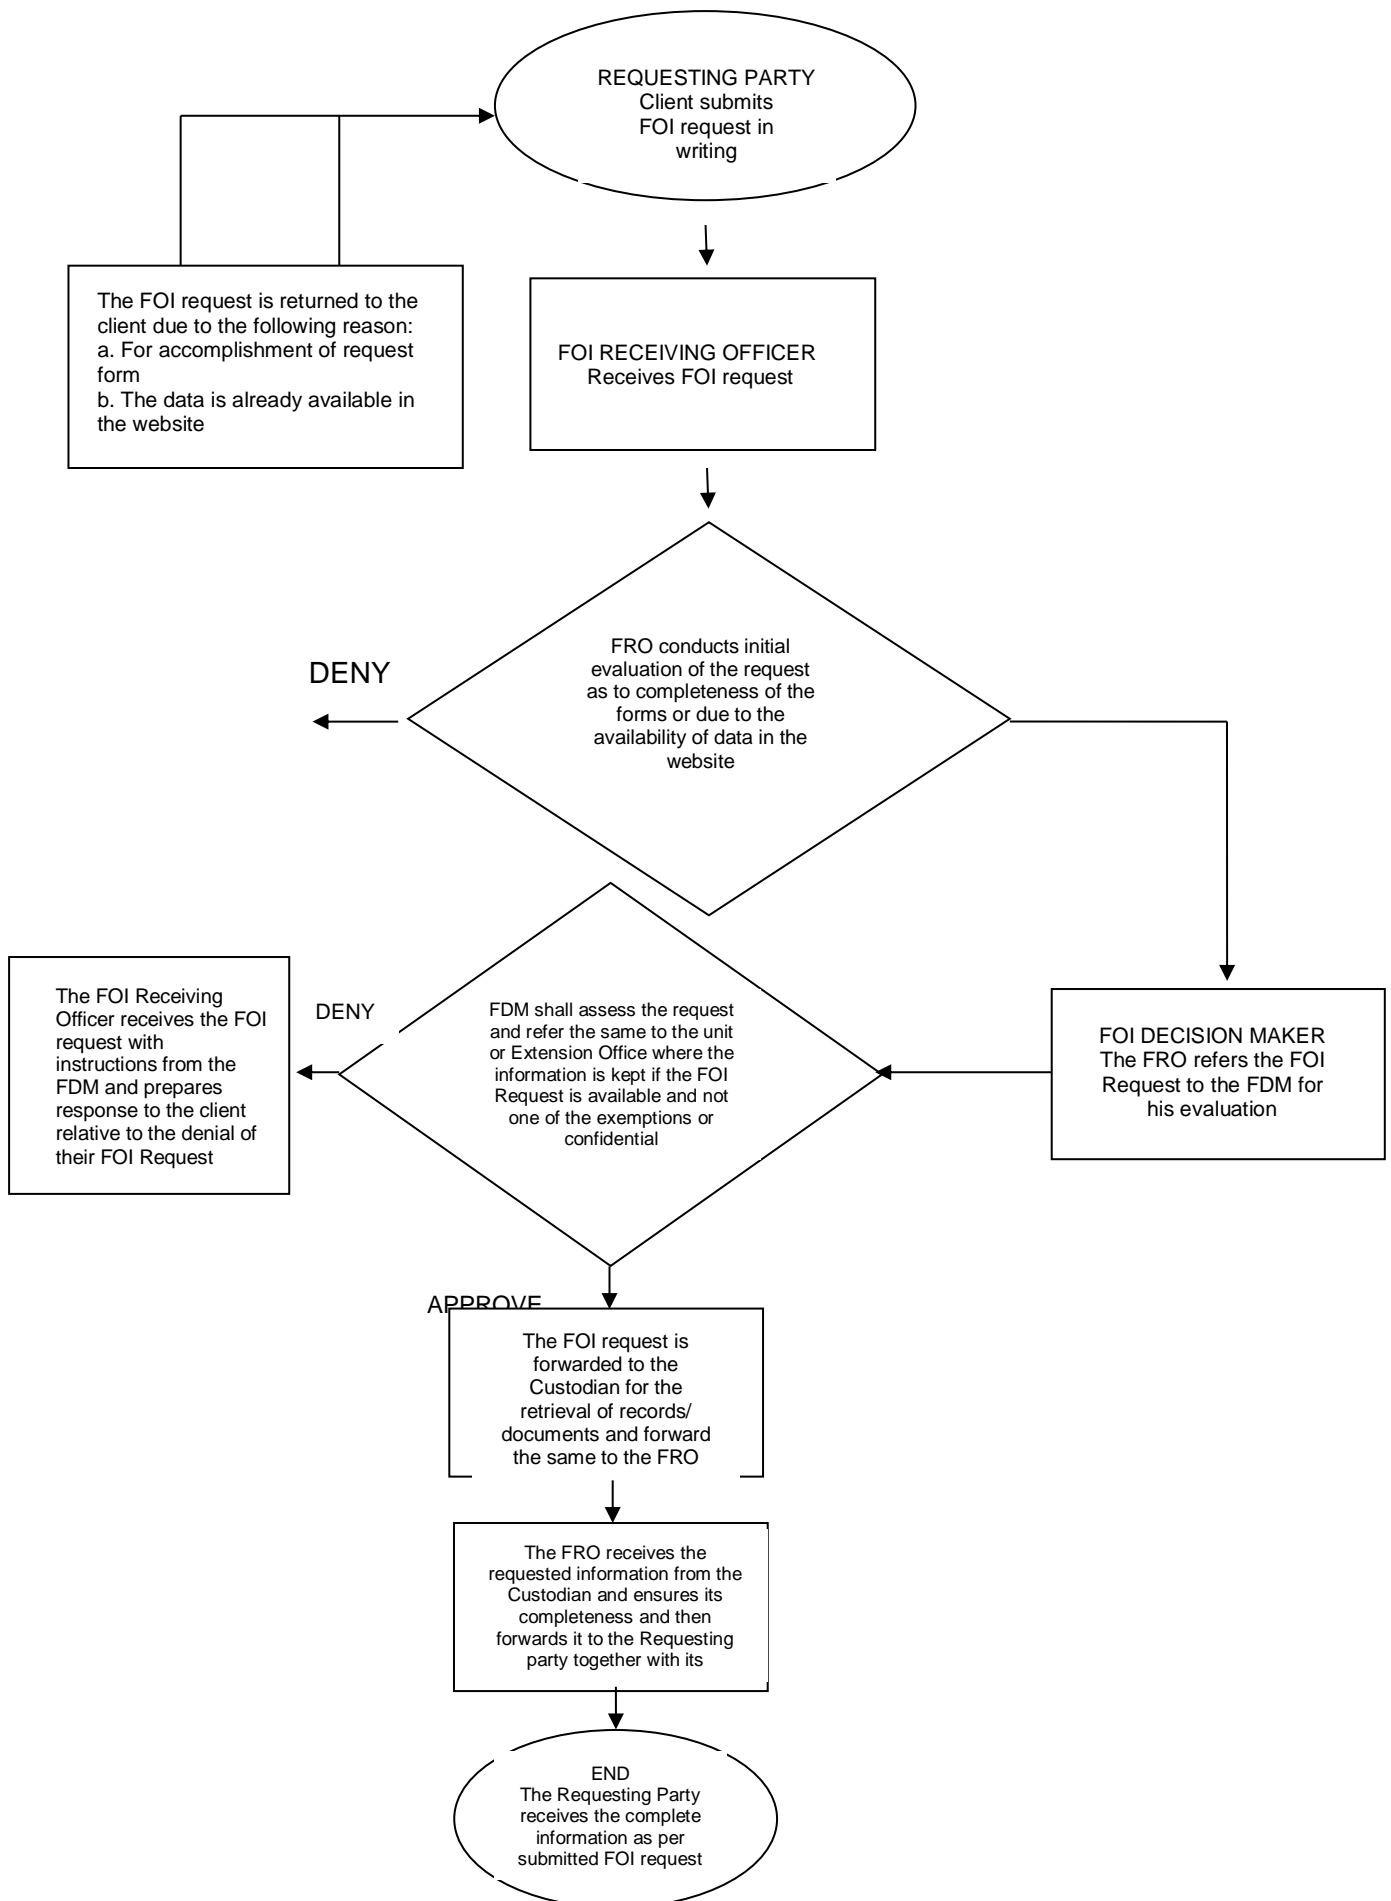 REQUESTING PARTY
Client submits
FOI request in
writing
The FOI request is returned to the
client due to the following reason:
a. For accomplishment of request
form
b. The data is already available in
the website
FOI RECEIVING OFFICER
Receives FOI request
DENY
FRO conducts initial
evaluation of the request
as to completeness of the
forms or due to the
availability of data in the
website
The FOI Receiving
Officer receives the FOI
request with
instructions from the
FDM and prepares
response to the client
relative to the denial of
their FOI Request
DENY
FDM shall assess the request
and refer the same to the unit
or Extension Office where the
information is kept if the FOI
Request is available and not
one of the exemptions or
confidential
FOI DECISION MAKER
The FRO refers the FOI
Request to the FDM for
his evaluation
APPROVE
The FOI request is
forwarded to the
Custodian for the
retrieval of records/
documents and forward
the same to the FRO
The FRO receives the
requested information from the
Custodian and ensures its
completeness and then
forwards it to the Requesting
party together with its
END
The Requesting Party
receives the complete
information as per
submitted FOI request